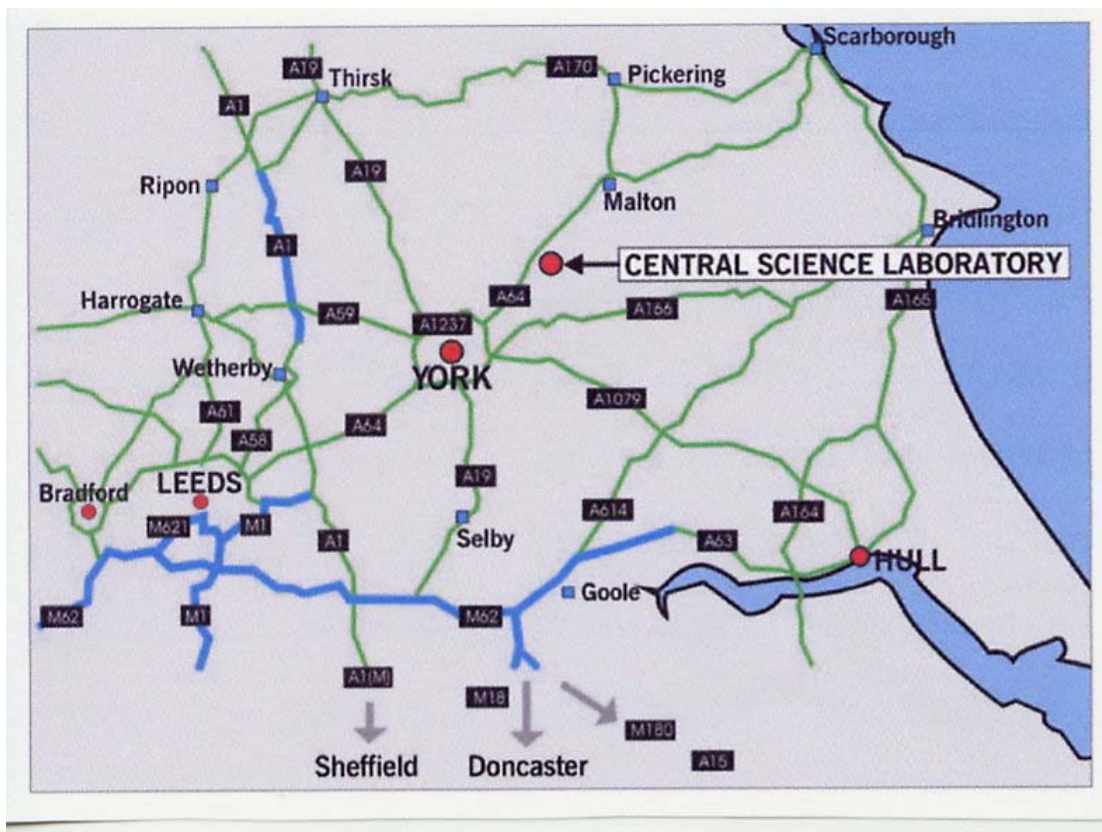 Scarborough
A19
Thirsk
A170
Pickering
A1
A19
Ripon
Malton
Bridlington
A1
CENTRAL SCIENCE LABORATORY
Harrogate
A59
A64
A166
A165
A1237
Wetherby
YORK
A61
A1079
A58
A64
LEEDS
A19
Bradford
M621
M1
A1
Selby
A614
A164
A63
HULL
Goole
M62
M1
M62
A1(M)
M18
M180
Sheffield
Doncaster
A15